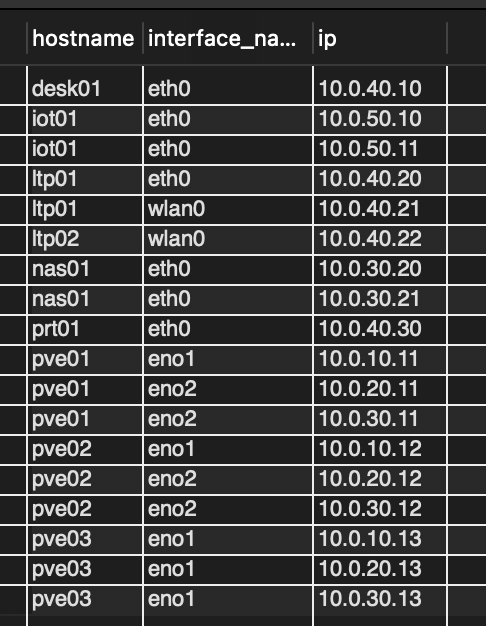 hostname interface_na... ip
desk01 eth0 10.0.40.10
iot01 eth0 10.0.50.10
iot01 eth0 10.0.50.11
ltp01 eth0 10.0.40.20
ltp01 wlan0 10.0.40.21
ltp02 wlan0 10.0.40.22
nas01 eth0 10.0.30.20
nas01 eth0 10.0.30.21
prt01 eth0 10.0.40.30
pve01 eno1 10.0.10.11
pve01 eno2 10.0.20.11
pve01 eno2 10.0.30.11
pve02 eno1 10.0.10.12
pve02 eno2 10.0.20.12
pve02 eno2 10.0.30.12
pve03 eno1 10.0.10.13
pve03 eno1 10.0.20.13
pve03 eno1 10.0.30.13